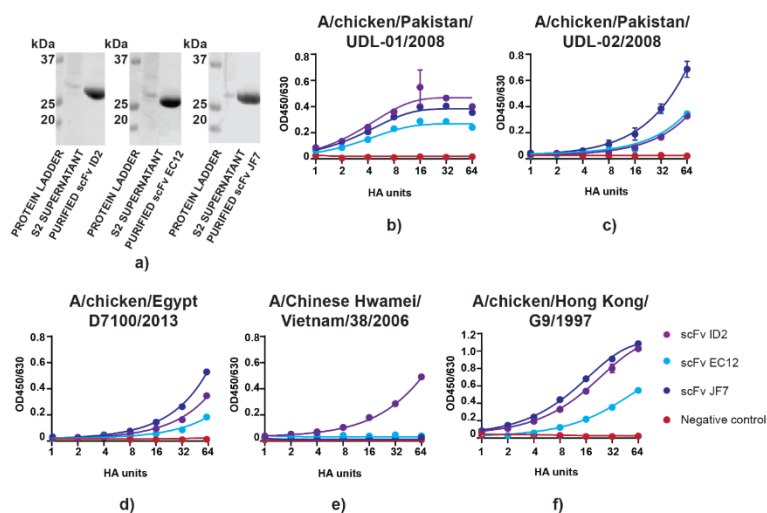 kDa
37
25
20
PROTEIN LADDER
S2 SUPERNATANT
PURIFIED scFv ID2
kDa
37
25
20
PROTEIN LADDER
S2 SUPERNATANT
PURIFIED scFv EC12
kDa
37
25
20
PROTEIN LADDER
S2 SUPERNATANT
PURIFIED scFv JF7
a)
A/chicken/Pakistan/
UDL-01/2008
OD450/630
0.8
0.6
0.4
0.2
0
1 2 4 8 16 32 64
HA units
b)
A/chicken/Pakistan/
UDL-02/2008
OD450/630
0.8
0.6
0.4
0.2
0
1 2 4 8 16 32 64
HA units
c)
A/chicken/Egypt
D7100/2013
OD450/630
0.8
0.6
0.4
0.2
0
1 2 4 8 16 32 64
HA units
d)
A/Chinese Hwamei/
Vietnam/38/2006
OD450/630
0.8
0.6
0.4
0.2
0
1 2 4 8 16 32 64
HA units
e)
A/chicken/Hong Kong/
G9/1997
OD450/630
1.2
0.8
0.6
0.4
0.2
0
1 2 4 8 16 32 64
HA units
f)
scFv ID2
scFv EC12
scFv JF7
Negative control